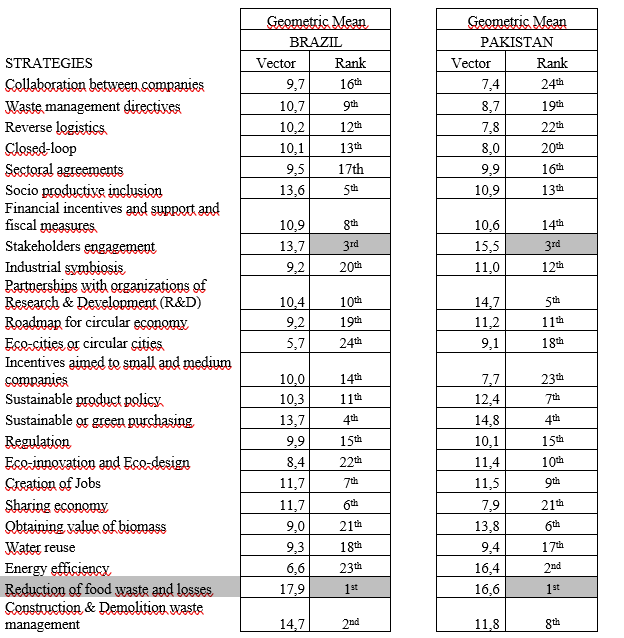 Geometric Mean Geometric Mean
BRAZIL PAKISTAN
STRATEGIES Vector Rank Vector Rank
Collaboration between companies 9,7 16th 7,4 24th
Waste management directives 10,7 9th 8,7 19th
Reverse logistics 10,2 12th 7,8 22th
Closed-loop 10,1 13th 8,0 20th
Sectoral agreements 9,5 17th 9,9 16th
Socio productive inclusion 13,6 5th 10,9 13th
Financial incentives and support and
fiscal measures 10,9 8th 10,6 14th
Stakeholders engagement 13,7 3rd 15,5 3rd
Industrial symbiosis 9,2 20th 11,0 12th
Partnerships with organizations of
Research & Development (R&D) 10,4 10th 14,7 5th
Roadmap for circular economy 9,2 19th 11,2 11th
Eco-cities or circular cities 5,7 24th 9,1 18th
Incentives aimed to small and medium
companies 10,0 14th 7,7 23th
Sustainable product policy 10,3 11th 12,4 7th
Sustainable or green purchasing 13,7 4th 14,8 4th
Regulation 9,9 15th 10,1 15th
Eco-innovation and Eco-design 8,4 22th 11,4 10th
Creation of Jobs 11,7 7th 11,5 9th
Sharing economy 11,7 6th 7,9 21th
Obtaining value of biomass 9,0 21th 13,8 6th
Water reuse 9,3 18th 9,4 17th
Energy efficiency 6,6 23th 16,4 2nd
Reduction of food waste and losses 17,9 1st 16,6 1st
Construction & Demolition waste
management 14,7 2nd 11,8 8th